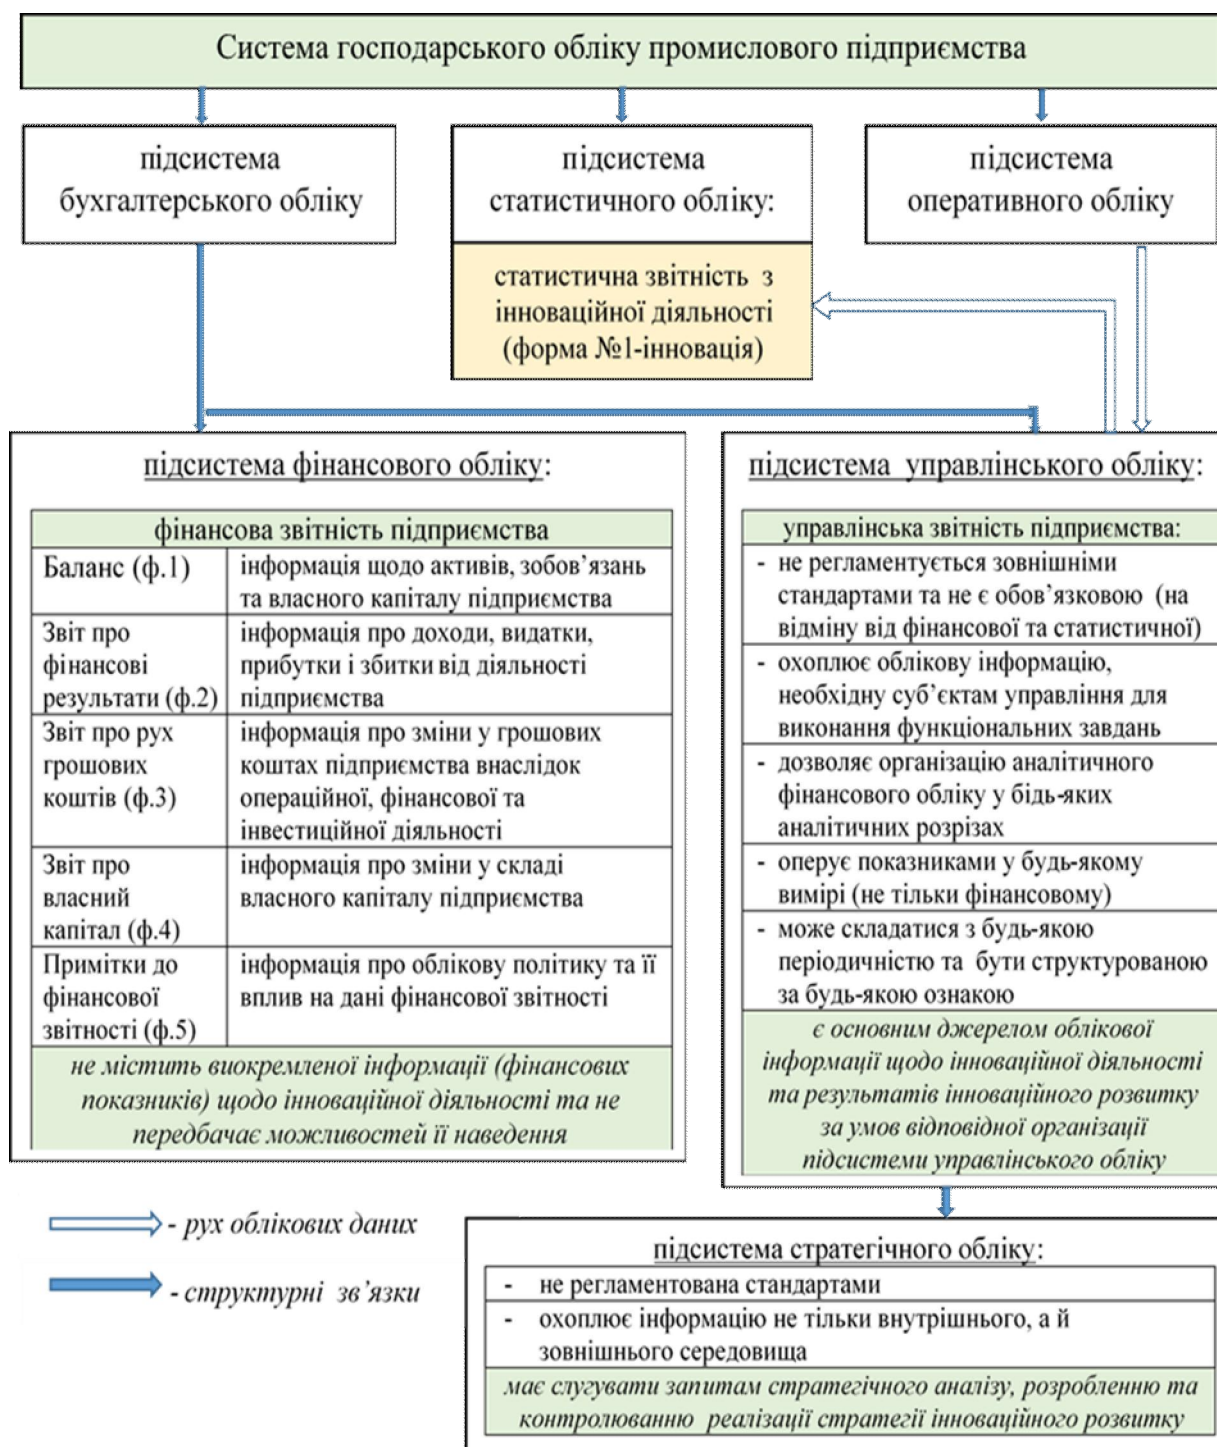 Система господарського обліку промислового підприємства
підсистема
бухгалтерського обліку
підсистема
статистичного обліку:
підсистема
оперативного обліку
статистична звітність з
інноваційної діяльності
(форма №1-інновація)
підсистема фінансового обліку:
фінансова звітність підприємства
Баланс (ф.1)
інформація щодо активів, зобов’язань
та власного капіталу підприємства
Звіт про
фінансові
результати (ф.2)
інформація про доходи, видатки,
прибутки і збитки від діяльності
підприємства
Звіт про рух
грошових
коштів (ф.3)
інформація про зміни у грошових
коштах підприємства внаслідок
операційної, фінансової та
інвестиційної діяльності
Звіт про
власний
капітал (ф.4)
інформація про зміни у складі
власного капіталу підприємства
Примітки до
фінансової
звітності (ф.5)
інформація про облікову політику та її
вплив на дані фінансової звітності
не містить виокремленої інформації (фінансових
показників) щодо інноваційної діяльності та не
передбачає можливостей її наведення
підсистема управлінського обліку:
управлінська звітність підприємства:
- не регламентується зовнішніми
стандартами та не є обов’язковою (на
відміну від фінансової та статистичної)
- охоплює облікову інформацію,
необхідну суб’єктам управління для
виконання функціональних завдань
- дозволяє організацію аналітичного
фінансового обліку у бідь-яких
аналітичних розрізах
- оперує показниками у будь-якому
вимірі (не тільки фінансовому)
- може складатися з будь-якою
періодичністю та бути структурованою
за будь-якою ознакою
є основним джерелом облікової
інформації щодо інноваційної діяльності
та результатів інноваційного розвитку
за умов відповідної організації
підсистеми управлінського обліку
- рух облікових даних
- структурні зв’язки
підсистема стратегічного обліку:
- не регламентована стандартами
- охоплює інформацію не тільки внутрішнього, а й
зовнішнього середовища
має слугувати запитам стратегічного аналізу, розробленню та
контролюванню реалізації стратегії інноваційного розвитку